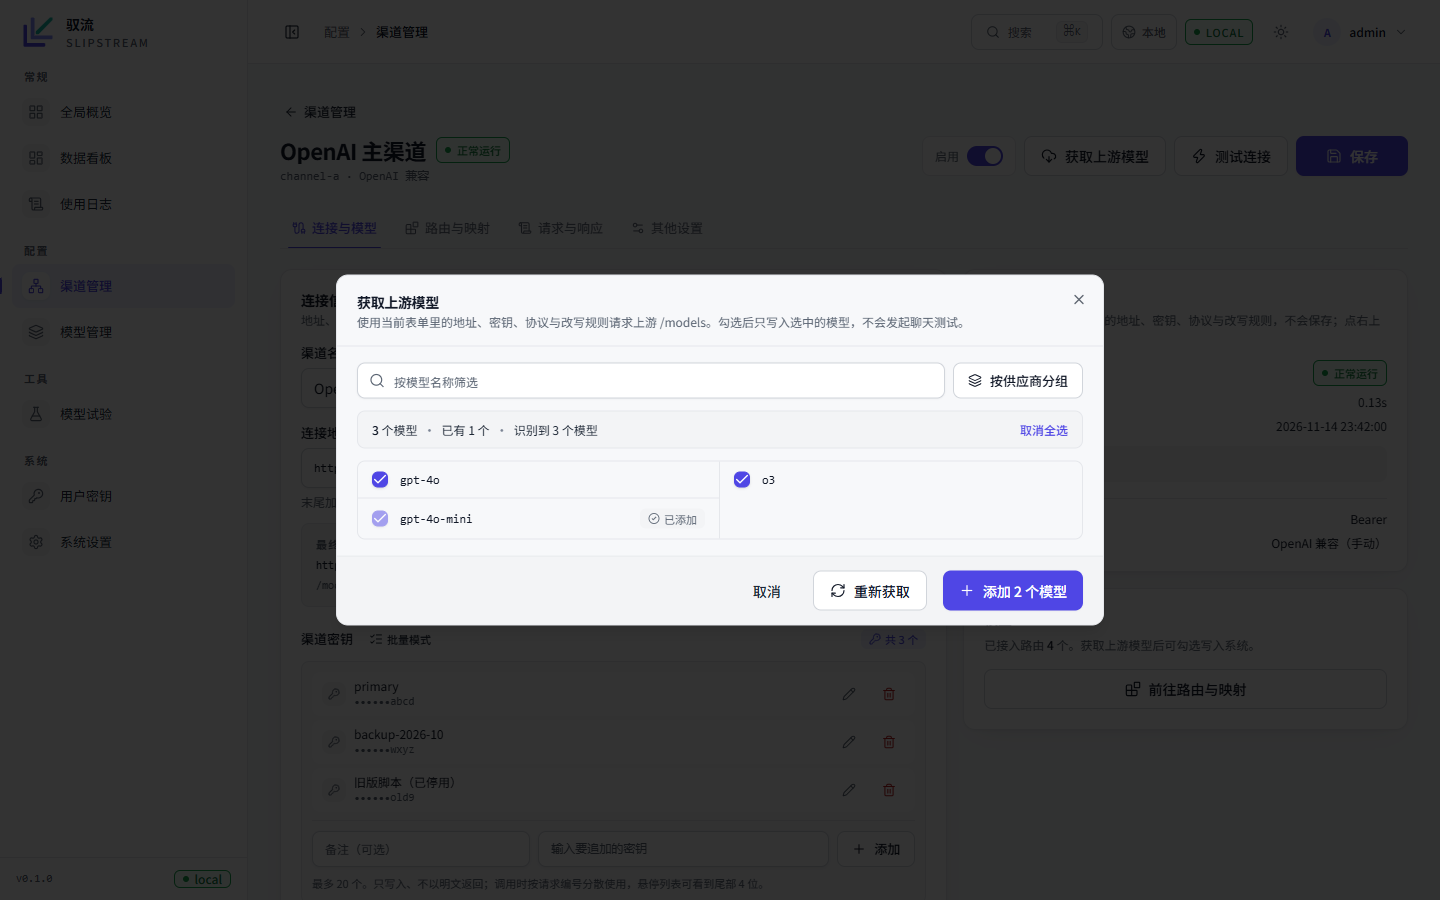 驭流
SLIPSTREAM
常规
全局概览
数据看板
使用日志
配置
渠道管理
模型管理
工具
模型试验
系统
用户密钥
系统设置
v0.1.0
local
配置
渠道管理
搜索
⌘K
本地
LOCAL
A
admin
渠道管理
OpenAI 主渠道
正常运行
channel-a · OpenAI 兼容
启用
获取上游模型
测试连接
保存
连接与模型
路由与映射
请求与响应
其他设置
获取上游模型
使用当前表单里的地址、密钥、协议与改写规则请求上游 /models。勾选后只写入选中的模型，不会发起聊天测试。
按模型名称筛选
按供应商分组
3 个模型 • 已有 1 个 • 识别到 3 个模型
取消全选
gpt-4o
o3
gpt-4o-mini
已添加
取消
重新获取
添加 2 个模型
的地址、密钥、协议与改写规则，不会保存；点右上
正常运行
0.13s
2026-11-14 23:42:00
Bearer
OpenAI 兼容（手动）
已接入路由 4 个。获取上游模型后可勾选写入系统。
前往路由与映射
渠道密钥
批量模式
共 3 个
primary
••••••abcd
backup-2026-10
••••••wxyz
旧版脚本（已停用）
••••••old9
备注（可选）
输入要追加的密钥
添加
最多 20 个。只写入、不以明文返回；调用时按请求编号分散使用，悬停列表可看到尾部 4 位。